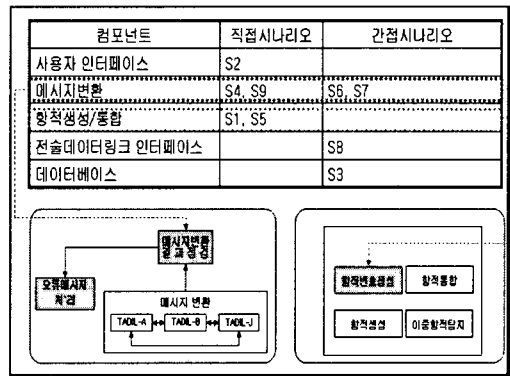 컴포넌트 직접시나리오 간접시나리오
사용자 인터페이스 S2
메시지변환 S4, S9 S6, S7
항적생성/통합 S1, S5
전술데이터링크 인터페이스 S8
데이터베이스 S3
메시지변환
오류메시지
처리
메시지 변환
TADIL-A TADIL-B TADIL-J
항적번호생성 항적통합
항적생성 이중항적탐지